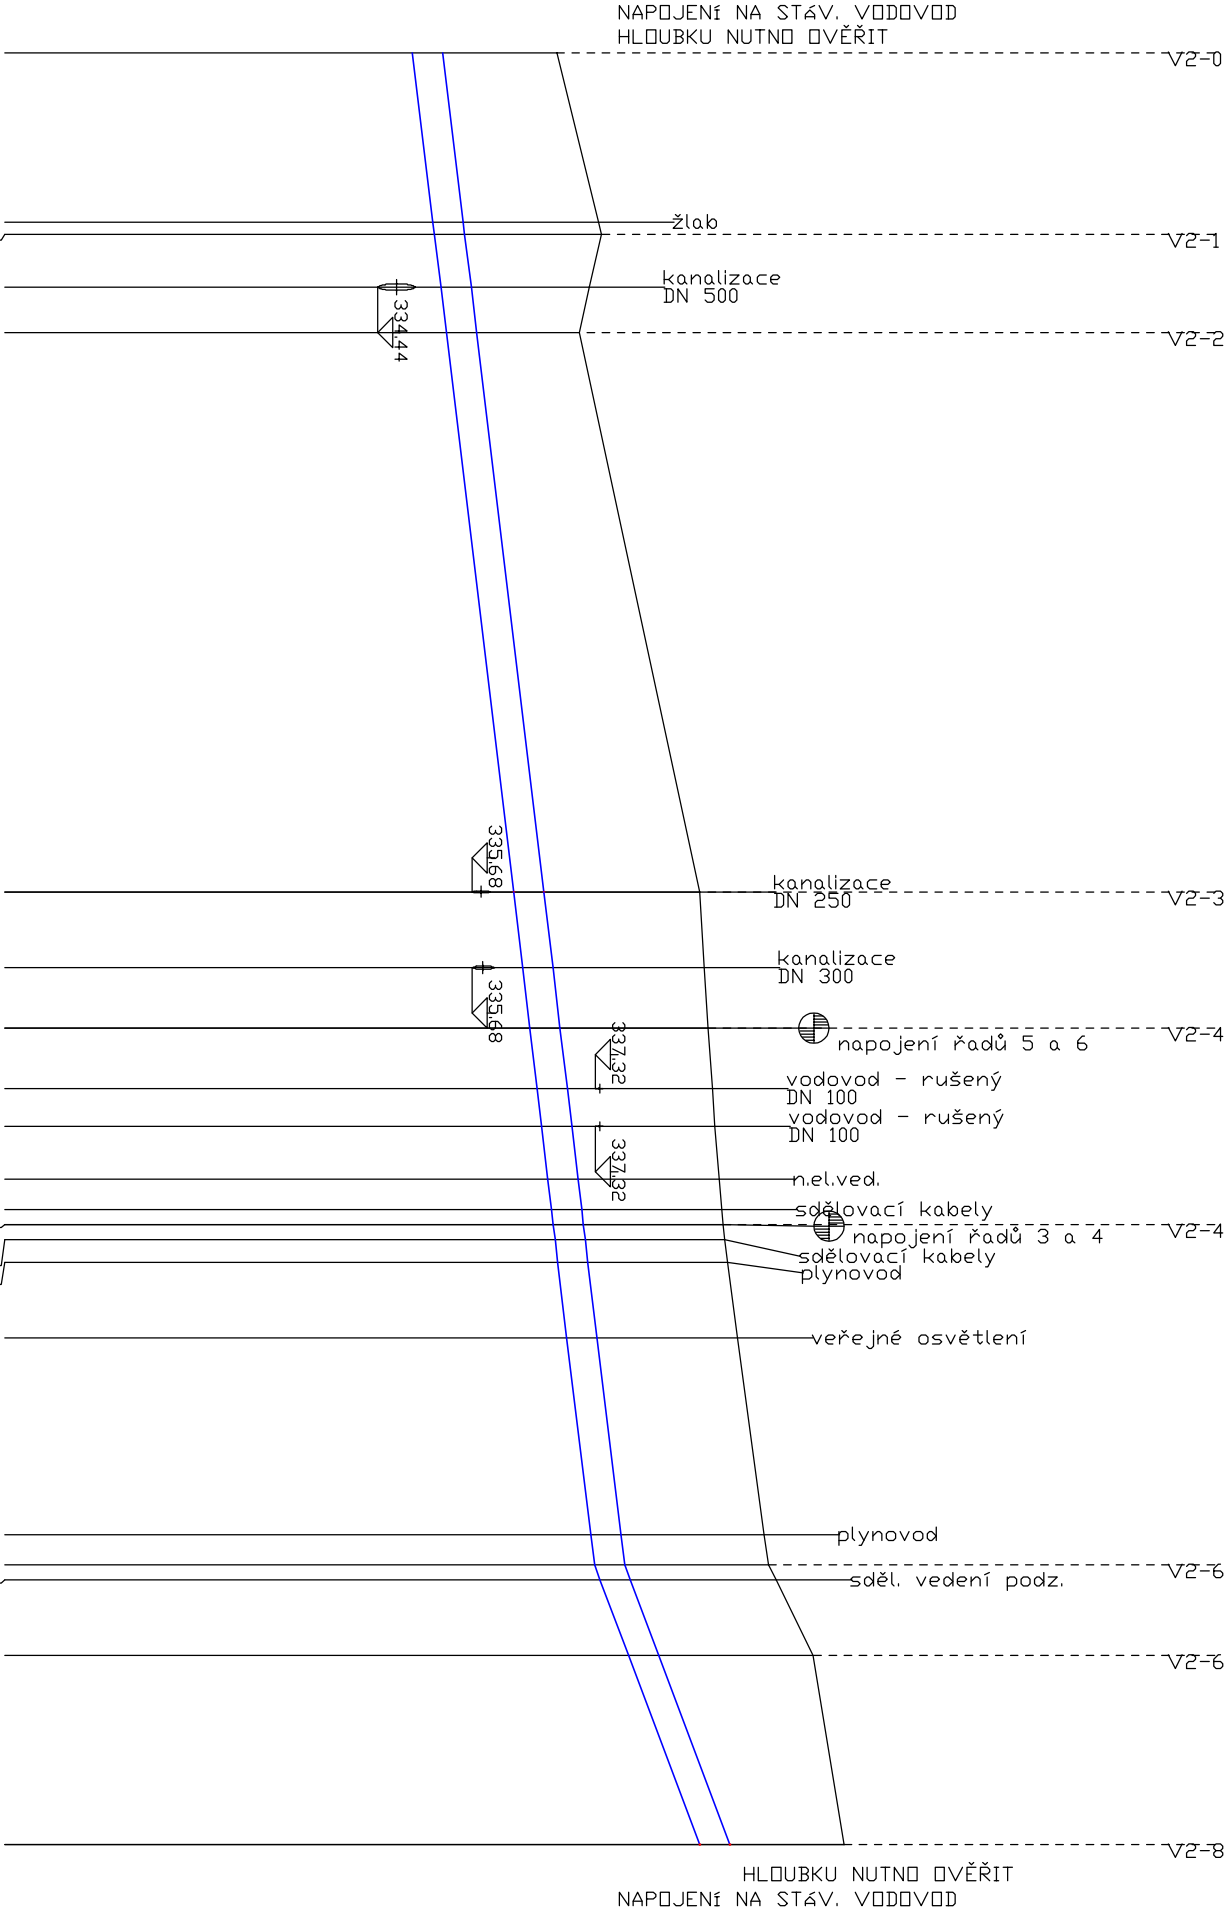 NAPOJENÍ NA STÁV. VODOVOD
HLOUBKU NUTNO OVĚŘIT
V2-0
žlab
V2-1
kanalizace
DN 500
334,44
V2-2
335,68
kanalizace
DN 250
V2-3
kanalizace
DN 300
335,68
V2-4
napojení řadů 5 a 6
337,32
vodovod - rušený
DN 100
vodovod - rušený
DN 100
337,32
n.el.ved.
sdělovací kabely
V2-4
napojení řadů 3 a 4
sdělovací kabely
plynovod
veřejné osvětlení
plynovod
V2-6
sděl. vedení podz.
V2-6
V2-8
HLOUBKU NUTNO OVĚŘIT
NAPOJENÍ NA STÁV. VODOVOD